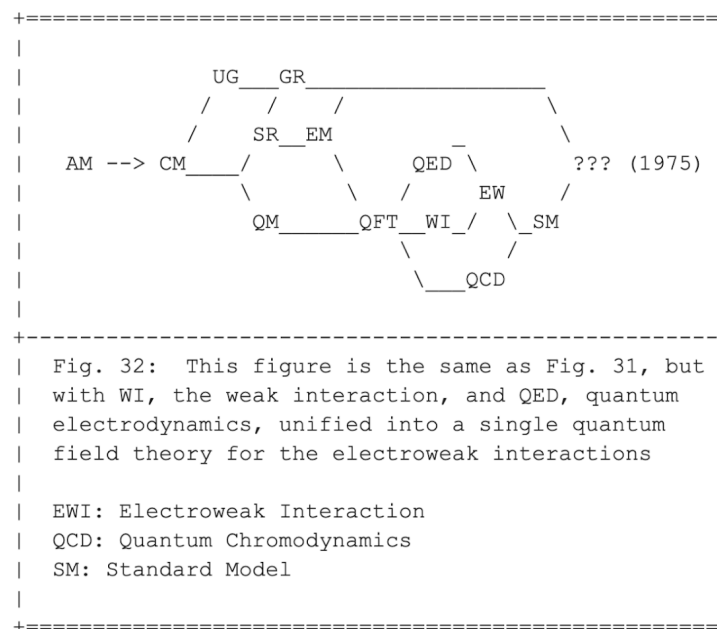 +====================================================
|
|              UG___GR__________________
|             /    /    /                \
|            /    SR__EM         _        \
|  AM --> CM____/       \     QED \       ??? (1975)
|               \        \   /     EW    /
|                QM______QFT__WI_/  \_SM
|                            \       /
|                             \___QCD
|
+----------------------------------------------------
|  Fig. 32:  This figure is the same as Fig. 31, but
|  with WI, the weak interaction, and QED, quantum
|  electrodynamics, unified into a single quantum
|  field theory for the electroweak interactions
|
|  EWI: Electroweak Interaction
|  QCD: Quantum Chromodynamics
|  SM: Standard Model
|
+====================================================